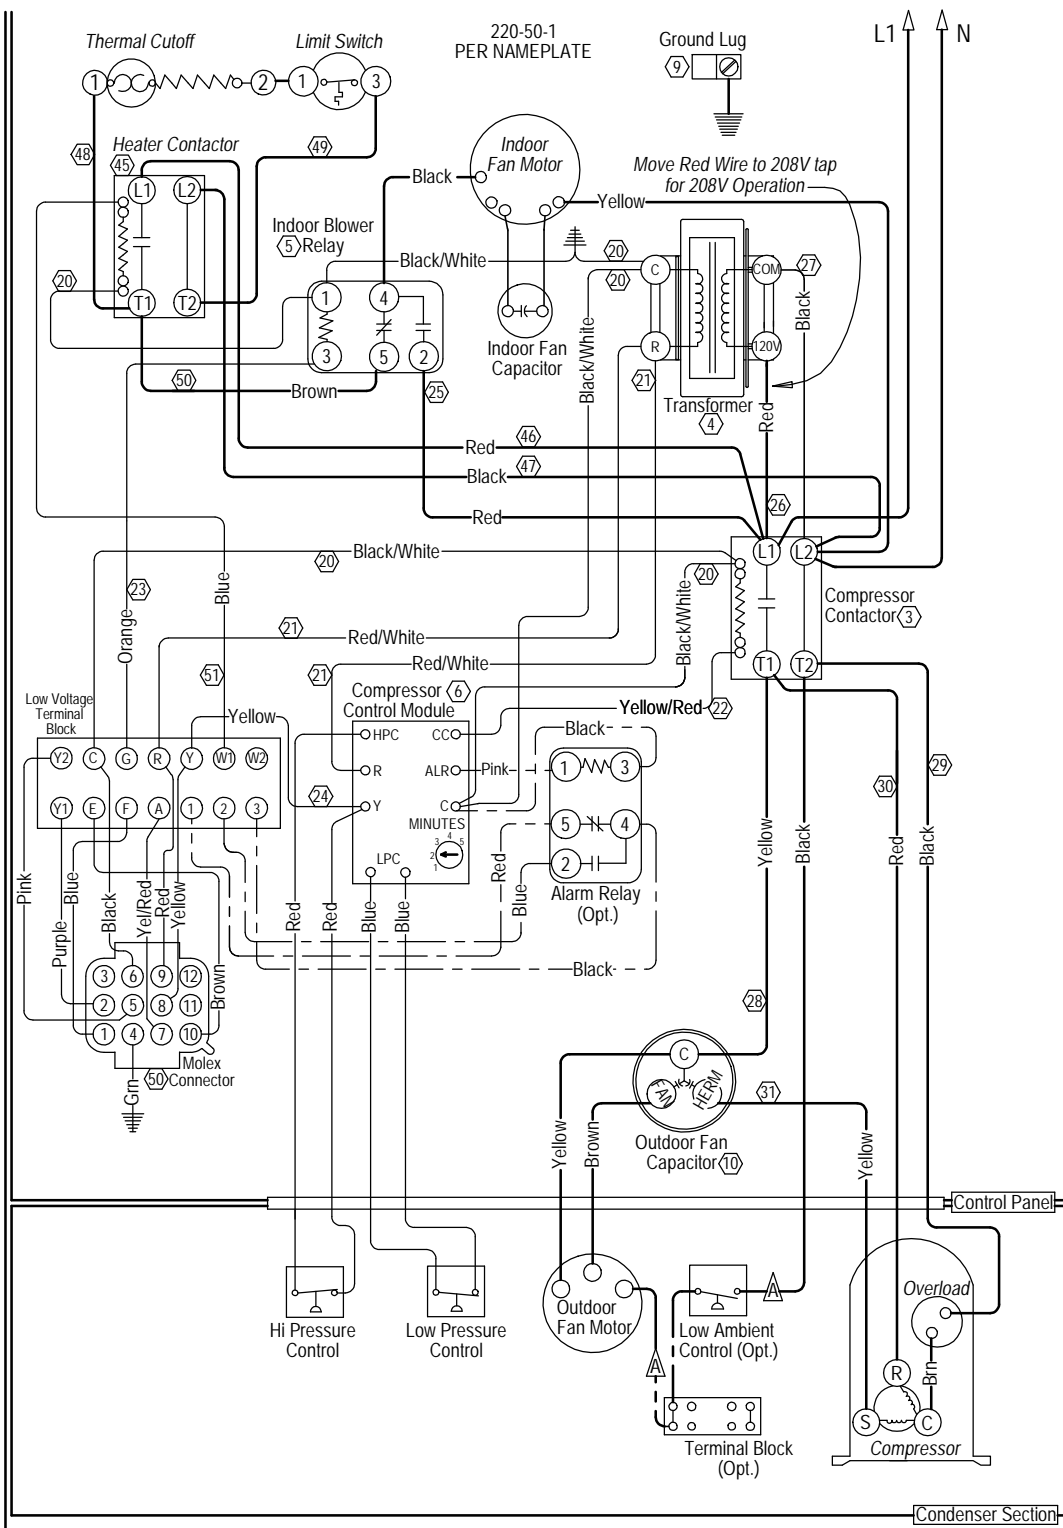 Thermal Cutoff
Limit Switch
220-50-1
PER NAMEPLATE
Ground Lug
9
L1
N
1
2
1
3
48
Heater Contactor
45
49
L1
L2
20
T1
T2
Indoor
Fan Motor
Black
Yellow
Move Red Wire to 208V tap
for 208V Operation
Indoor Blower
5 Relay
Black/White
20
20
27
C
COM
Black
1
4
3
5
2
Indoor Fan
Capacitor
Black/White
R
120V
50
Brown
25
21
Transformer
4
Red
Red
46
Black
47
Red
26
Black/White
20
L1
L2
20
Black/White
Compressor
Contactor 3
T1
T2
23
Orange
Blue
21
Red/White
21
Red/White
51
Low Voltage
Terminal
Block
Yellow
Compressor 6
Control Module
Yellow/Red 22
Black
HPC
CC
R
ALR
Pink
Y
C
MINUTES
1
2
3
4
5
LPC
24
Y2
C
G
R
Y
W1
W2
Y1
E
F
A
1
2
3
1
3
5
4
2
Alarm Relay
(Opt.)
29
30
Yellow
Black
Red
Black
Pink
Purple
Blue
Black
Yel/Red
Red
Yellow
Brown
Red
Red
Blue
Blue
Red
Blue
Black
3
6
9
12
2
5
8
11
1
4
7
10
Molex
50 Connector
Grn
28
C
FAN
HERM
31
Outdoor Fan
Capacitor 10
Yellow
Brown
Yellow
Control Panel
Hi Pressure
Control
Low Pressure
Control
Outdoor
Fan Motor
A
Low Ambient
Control (Opt.)
A
Terminal Block
(Opt.)
Overload
Brn
R
S
C
Compressor
Condenser Section